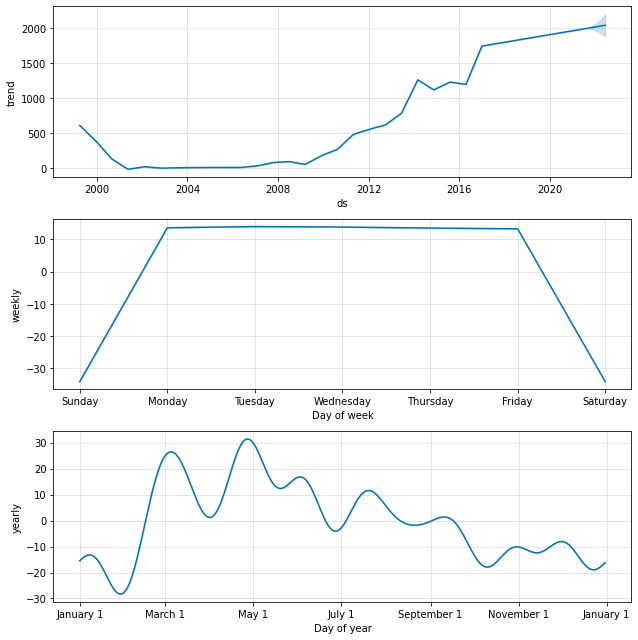 2000
1500
1000
500
0
trend
2000 2004 2008 2012 2016 2020
ds
10
0
−10
−20
−30
weekly
Sunday Monday Tuesday Wednesday Thursday Friday Saturday
Day of week
30
20
10
0
−10
−20
−30
yearly
January 1 March 1 May 1 July 1 September 1 November 1 January 1
Day of year